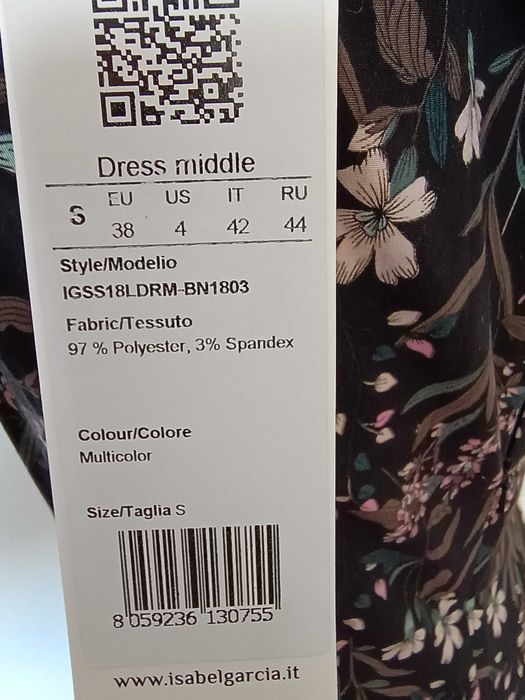 Dress middle
S EU US IT RU
38 4 42 44
Style/Modelio
IGSS18LDRM-BN1803
Fabric/Tessuto
97 % Polyester, 3% Spandex
Colour/Colore
Multicolor
Size/Taglia S
8 059236 130755
www.isabelgarcia.it